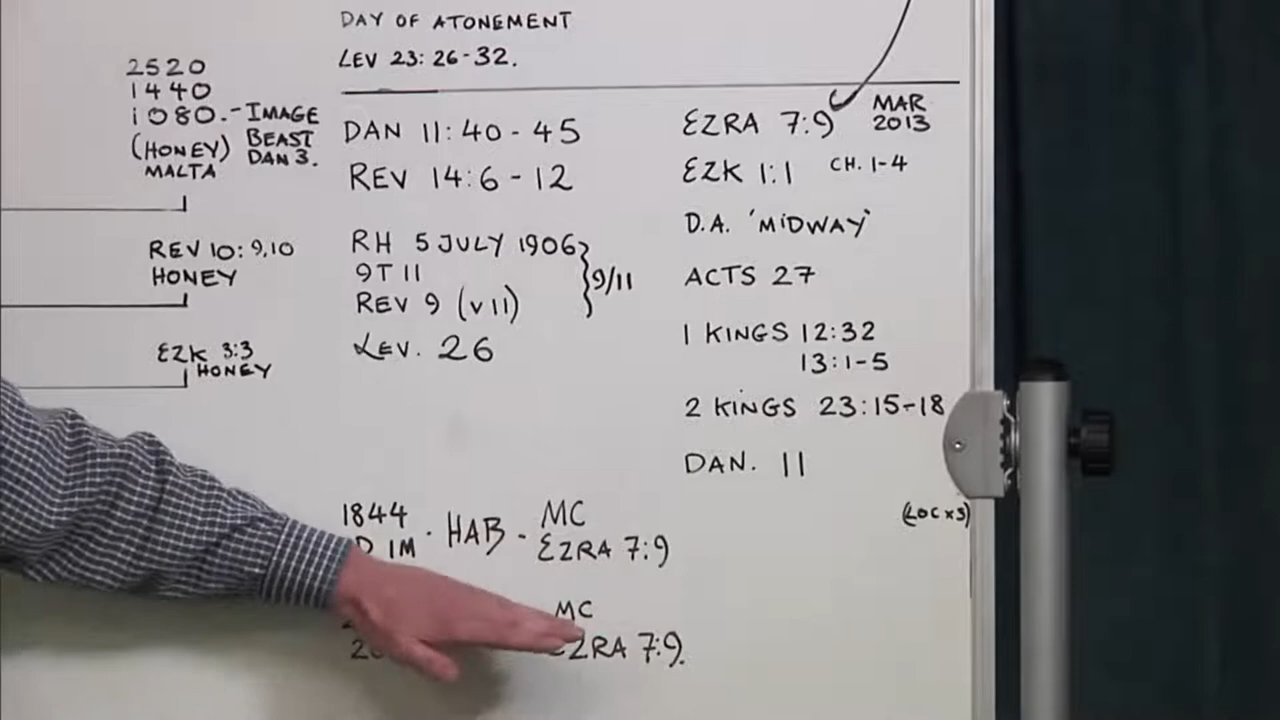 DAY OF ATONEMENT
LEV 23: 26-32.
2520
1440
1080.-IMAGE
BEAST
(HONEY) DAN 3.
MALTA
REV 10: 9,10
HONEY
EZK 3:3
HONEY
DAN 11:40-45
REV 14:6-12
RH 5 JULY 1906
9T 11
REV 9 (v 11)
9/11
LEV. 26
EZRA 7:9 MAR
2013
EZK 1:1 CH. 1-4
D.A. 'MIDWAY'
ACTS 27
1 KINGS 12:32
13:1-5
2 KINGS 23:15-18
DAN. 11
(LOC x 3)
1844 · HAB - MC
1M EZRA 7:9
MC
EZRA 7:9.